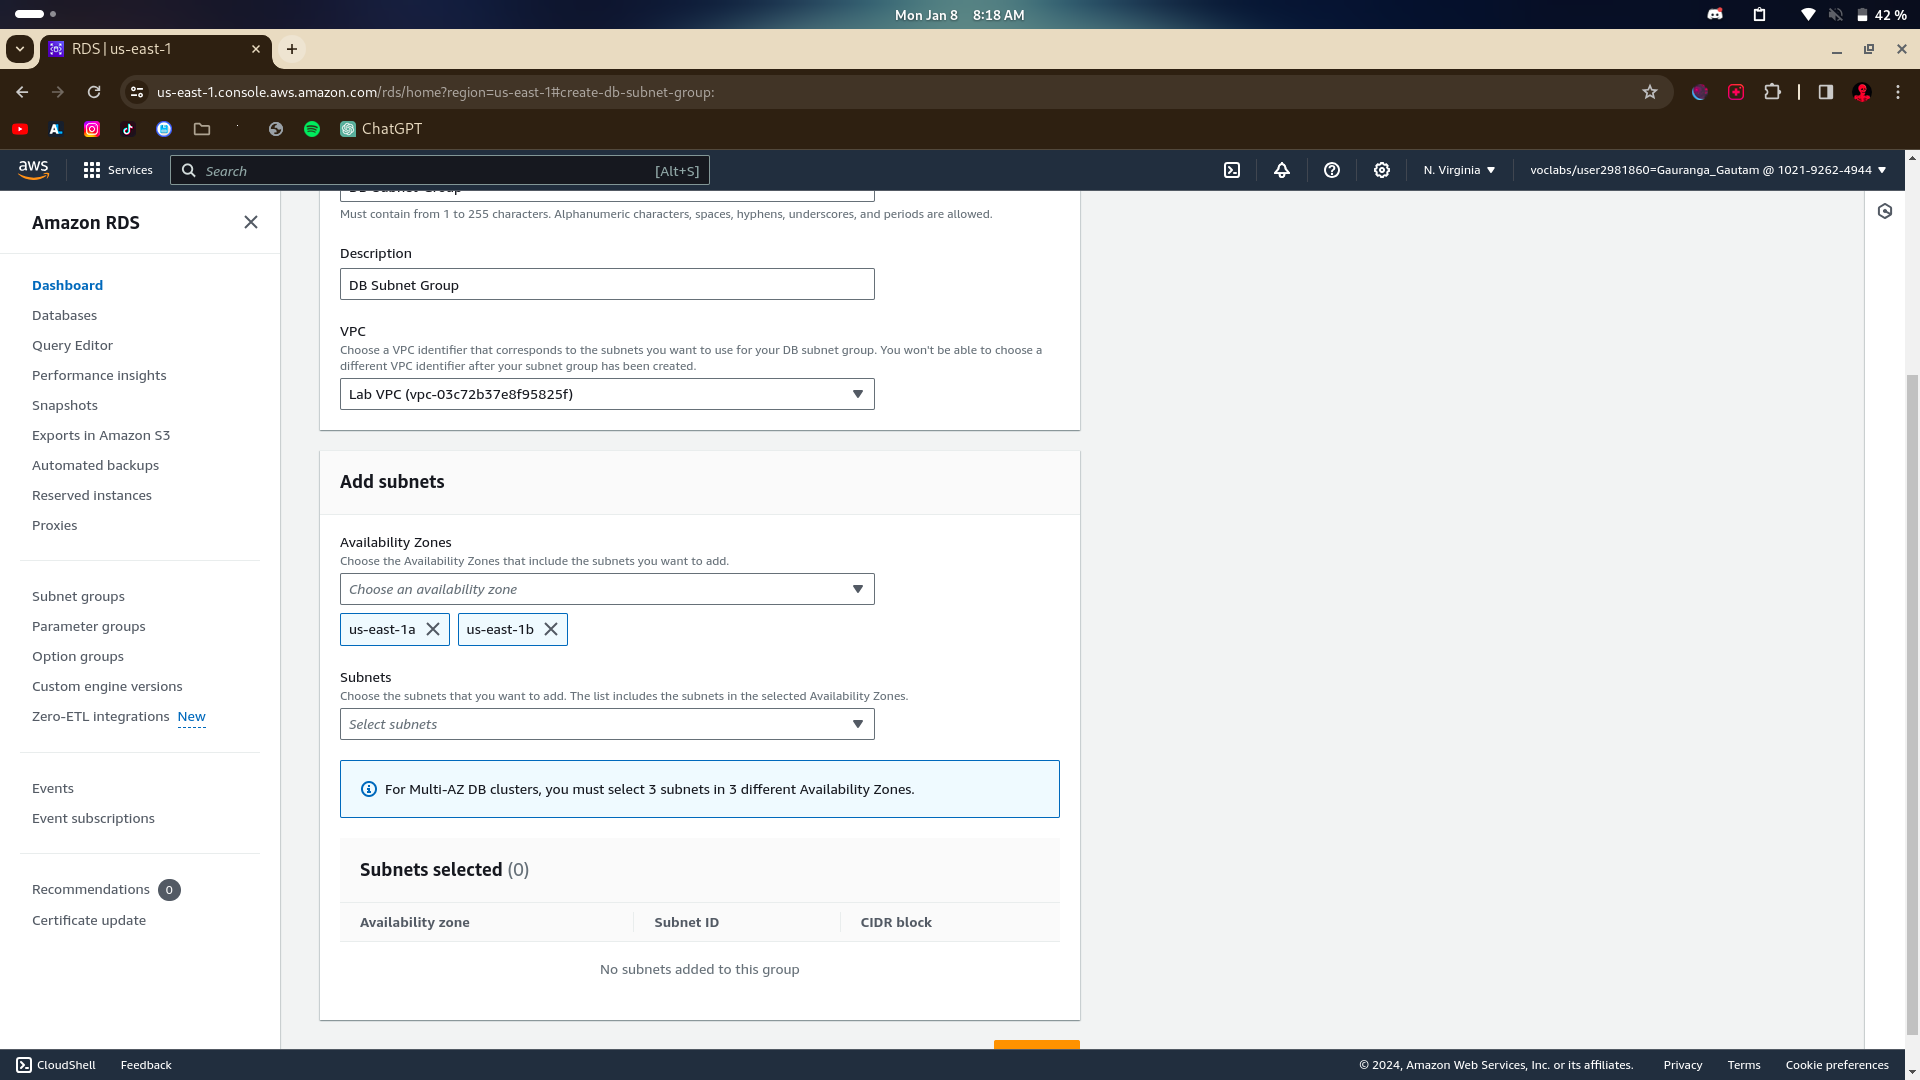 Mon Jan 8 8:18 AM
42 %
RDS | us-east-1
us-east-1.console.aws.amazon.com/rds/home?region=us-east-1#create-db-subnet-group:
ChatGPT
aws
Services
Search
[Alt+S]
N. Virginia
voclabs/user2981860=Gauranga_Gautam @ 1021-9262-4944
Amazon RDS
Dashboard
Databases
Query Editor
Performance insights
Snapshots
Exports in Amazon S3
Automated backups
Reserved instances
Proxies
Subnet groups
Parameter groups
Option groups
Custom engine versions
Zero-ETL integrations New
Events
Event subscriptions
Recommendations 0
Certificate update
DB Subnet Group
Must contain from 1 to 255 characters. Alphanumeric characters, spaces, hyphens, underscores, and periods are allowed.
Description
DB Subnet Group
VPC
Choose a VPC identifier that corresponds to the subnets you want to use for your DB subnet group. You won't be able to choose a
different VPC identifier after your subnet group has been created.
Lab VPC (vpc-03c72b37e8f95825f)
Add subnets
Availability Zones
Choose the Availability Zones that include the subnets you want to add.
Choose an availability zone
us-east-1a
us-east-1b
Subnets
Choose the subnets that you want to add. The list includes the subnets in the selected Availability Zones.
Select subnets
For Multi-AZ DB clusters, you must select 3 subnets in 3 different Availability Zones.
Subnets selected (0)
Availability zone
Subnet ID
CIDR block
No subnets added to this group
CloudShell
Feedback
© 2024, Amazon Web Services, Inc. or its affiliates.
Privacy
Terms
Cookie preferences